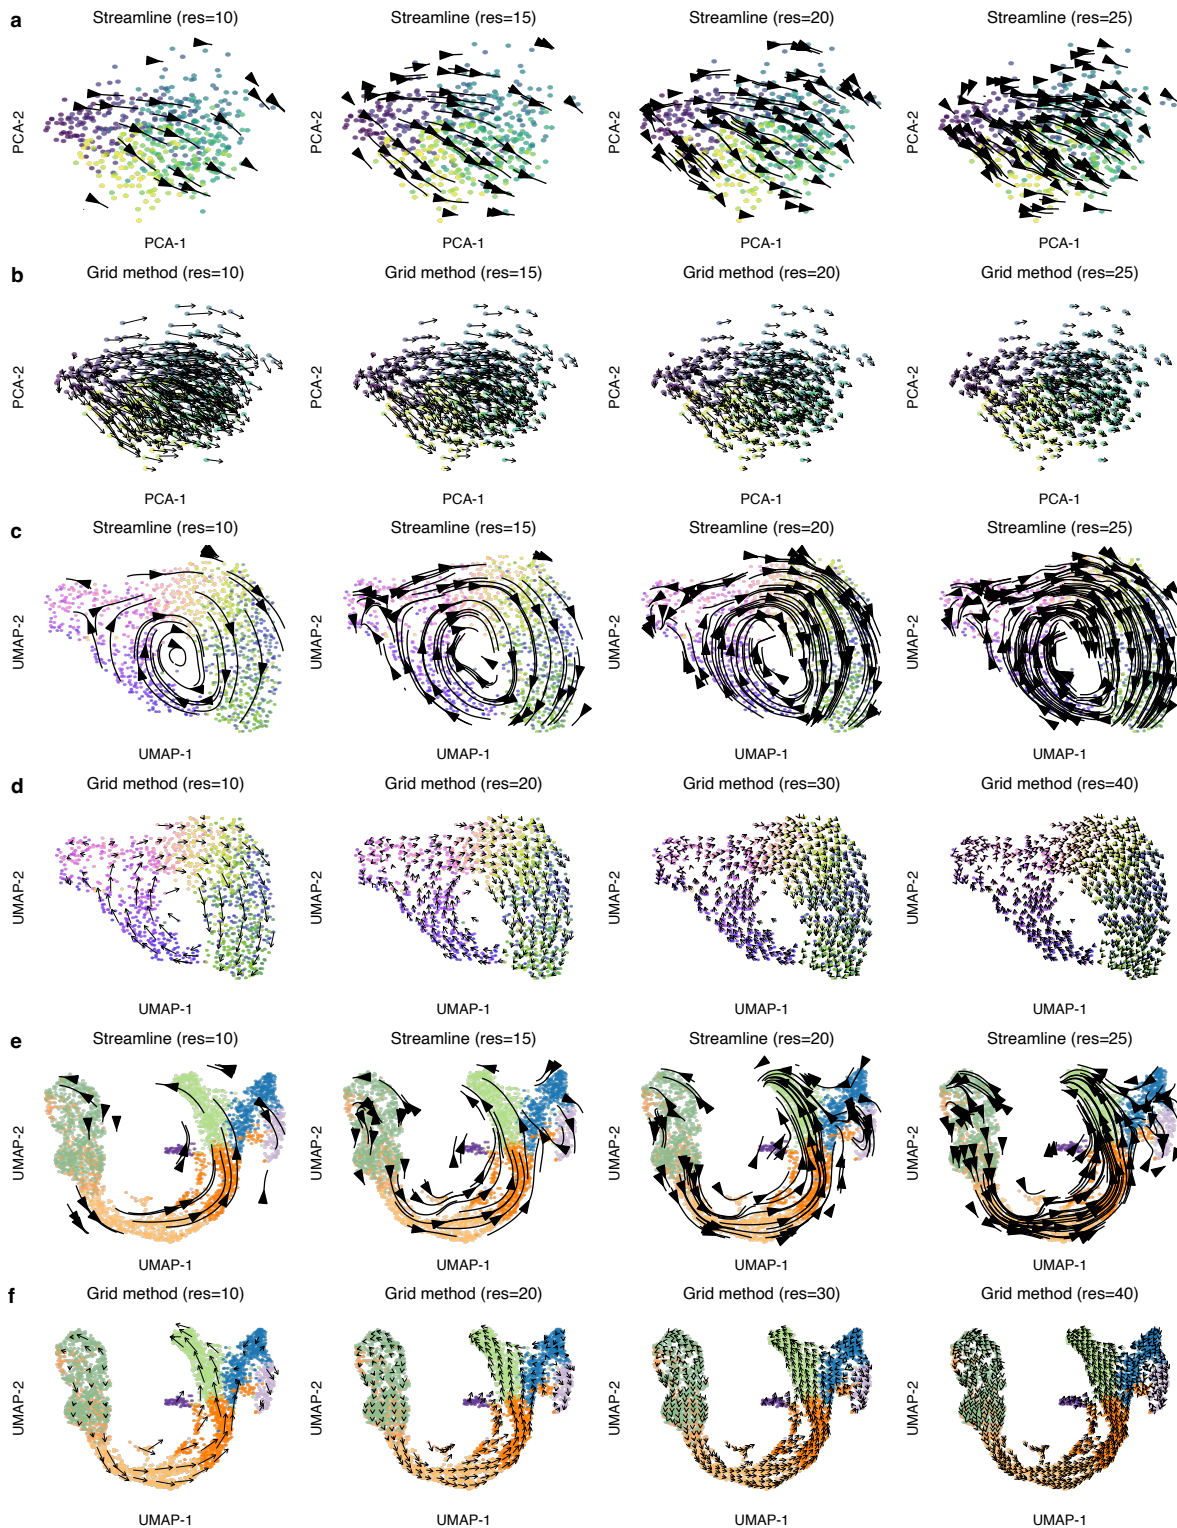 a
Streamline (res=10) Streamline (res=15) Streamline (res=20) Streamline (res=25)
PCA-2 PCA-2 PCA-2 PCA-2
PCA-1 PCA-1 PCA-1 PCA-1
b
Grid method (res=10) Grid method (res=15) Grid method (res=20) Grid method (res=25)
PCA-2 PCA-2 PCA-2 PCA-2
PCA-1 PCA-1 PCA-1 PCA-1
c
Streamline (res=10) Streamline (res=15) Streamline (res=20) Streamline (res=25)
UMAP-2 UMAP-2 UMAP-2 UMAP-2
UMAP-1 UMAP-1 UMAP-1 UMAP-1
d
Grid method (res=10) Grid method (res=20) Grid method (res=30) Grid method (res=40)
UMAP-2 UMAP-2 UMAP-2 UMAP-2
UMAP-1 UMAP-1 UMAP-1 UMAP-1
e
Streamline (res=10) Streamline (res=15) Streamline (res=20) Streamline (res=25)
UMAP-2 UMAP-2 UMAP-2 UMAP-2
UMAP-1 UMAP-1 UMAP-1 UMAP-1
f
Grid method (res=10) Grid method (res=20) Grid method (res=30) Grid method (res=40)
UMAP-2 UMAP-2 UMAP-2 UMAP-2
UMAP-1 UMAP-1 UMAP-1 UMAP-1